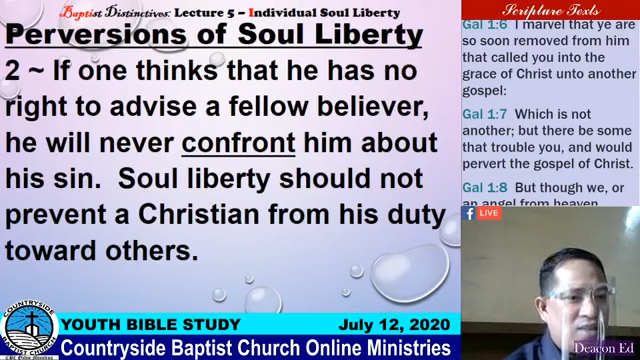 Baptist Distinctives: Lecture 5 – Individual Soul Liberty
Perversions of Soul Liberty
2 ~ If one thinks that he has no
right to advise a fellow believer,
he will never confront him about
his sin. Soul liberty should not
prevent a Christian from his duty
toward others.
Scripture Texts
Gal 1:6 I marvel that ye are
so soon removed from him
that called you into the
grace of Christ unto another
gospel:
Gal 1:7 Which is not
another; but there be some
that trouble you, and would
pervert the gospel of Christ.
Gal 1:8 But though we, or
an angel from heaven,
f LIVE
Deacon Ed
COUNTRYSIDE
BAPTIST CHURCH
YOUTH BIBLE STUDY July 12, 2020
Countryside Baptist Church Online Ministries